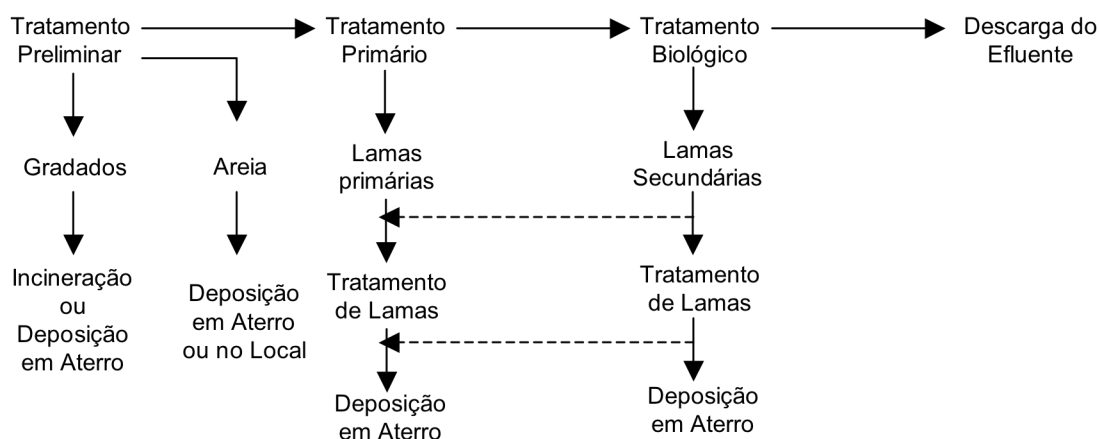 Tratamento
Preliminar
Tratamento
Primário
Tratamento
Biológico
Descarga do
Efluente
Gradados
Areia
Lamas
primárias
Lamas
Secundárias
Incineração
ou
Deposição
em Aterro
Deposição
em Aterro
ou no Local
Tratamento
de Lamas
Tratamento
de Lamas
Deposição
em Aterro
Deposição
em Aterro